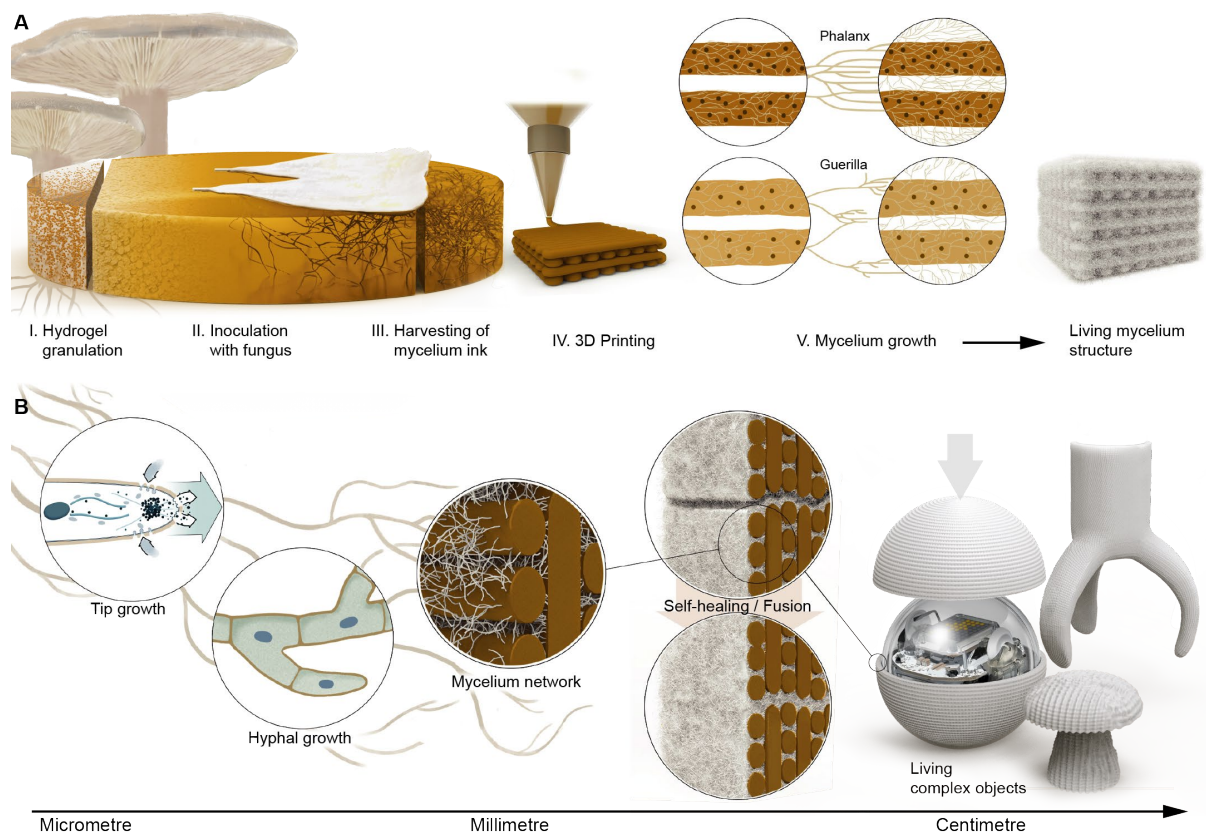 A
Phalanx
Guerilla
I. Hydrogel
granulation
II. Inoculation
with fungus
III. Harvesting of
mycelium ink
IV. 3D Printing
V. Mycelium growth
Living mycelium
structure
B
Tip growth
Hyphal growth
Mycelium network
Self-healing / Fusion
Living
complex objects
Micrometre
Millimetre
Centimetre